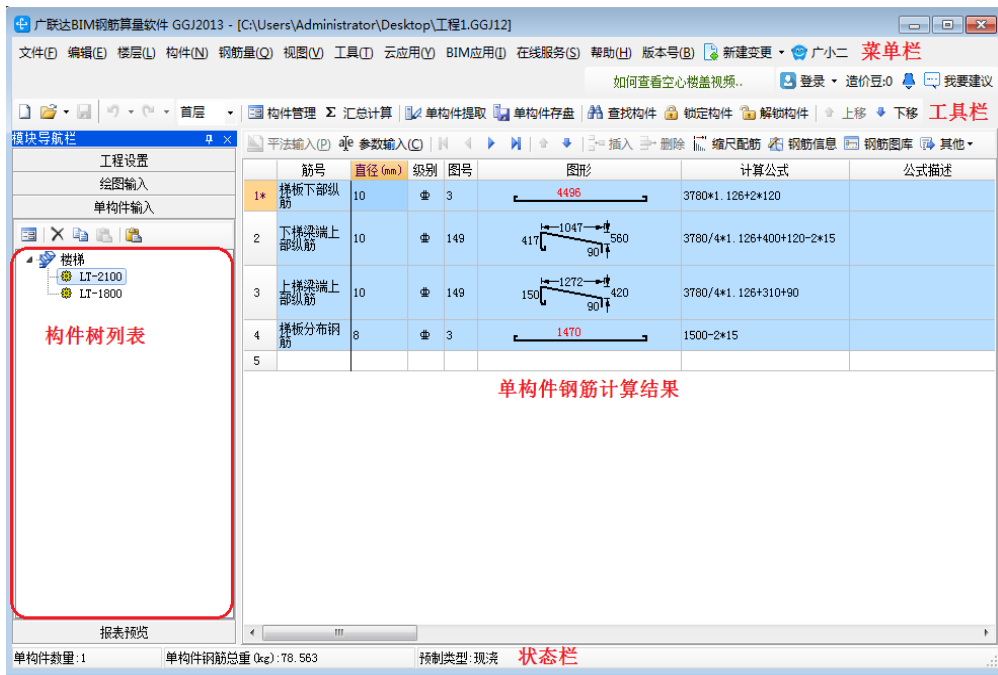 广联达BIM钢筋算量软件 GGJ2013 - [C:\Users\Administrator\Desktop\工程1.GGJ12]
文件(F) 编辑(E) 楼层(L) 构件(N) 钢筋量(Q) 视图(V) 工具(T) 云应用(Y) BIM应用(I) 在线服务(S) 帮助(H) 版本号(B) 新建变更 广小二 菜单栏
如何查看空心楼盖视频.. 登录 造价豆:0 我要建议
首层 构件管理 Σ 汇总计算 单构件提取 单构件存盘 查找构件 锁定构件 解锁构件 上移 下移 工具栏
模块导航栏
工程设置
绘图输入
单构件输入
楼梯
LT-2100
LT-1800
构件树列表
报表预览
平法输入(P) 参数输入(C) 插入 删除 缩尺配筋 钢筋信息 钢筋图库 其他
筋号 直径(mm) 级别 图号 图形 计算公式 公式描述
1* 梯板下部纵筋 10 Φ 3 4496 3780*1.126+2*120
2 下梯梁端上部纵筋 10 Φ 149 1047 417 560 90 3780/4*1.126+400+120-2*15
3 上梯梁端上部纵筋 10 Φ 149 1272 150 420 90 3780/4*1.126+310+90
4 梯板分布钢筋 8 Φ 3 1470 1500-2*15
5
单构件钢筋计算结果
单构件数量:1 单构件钢筋总重(kg):78.563 预制类型:现浇 状态栏